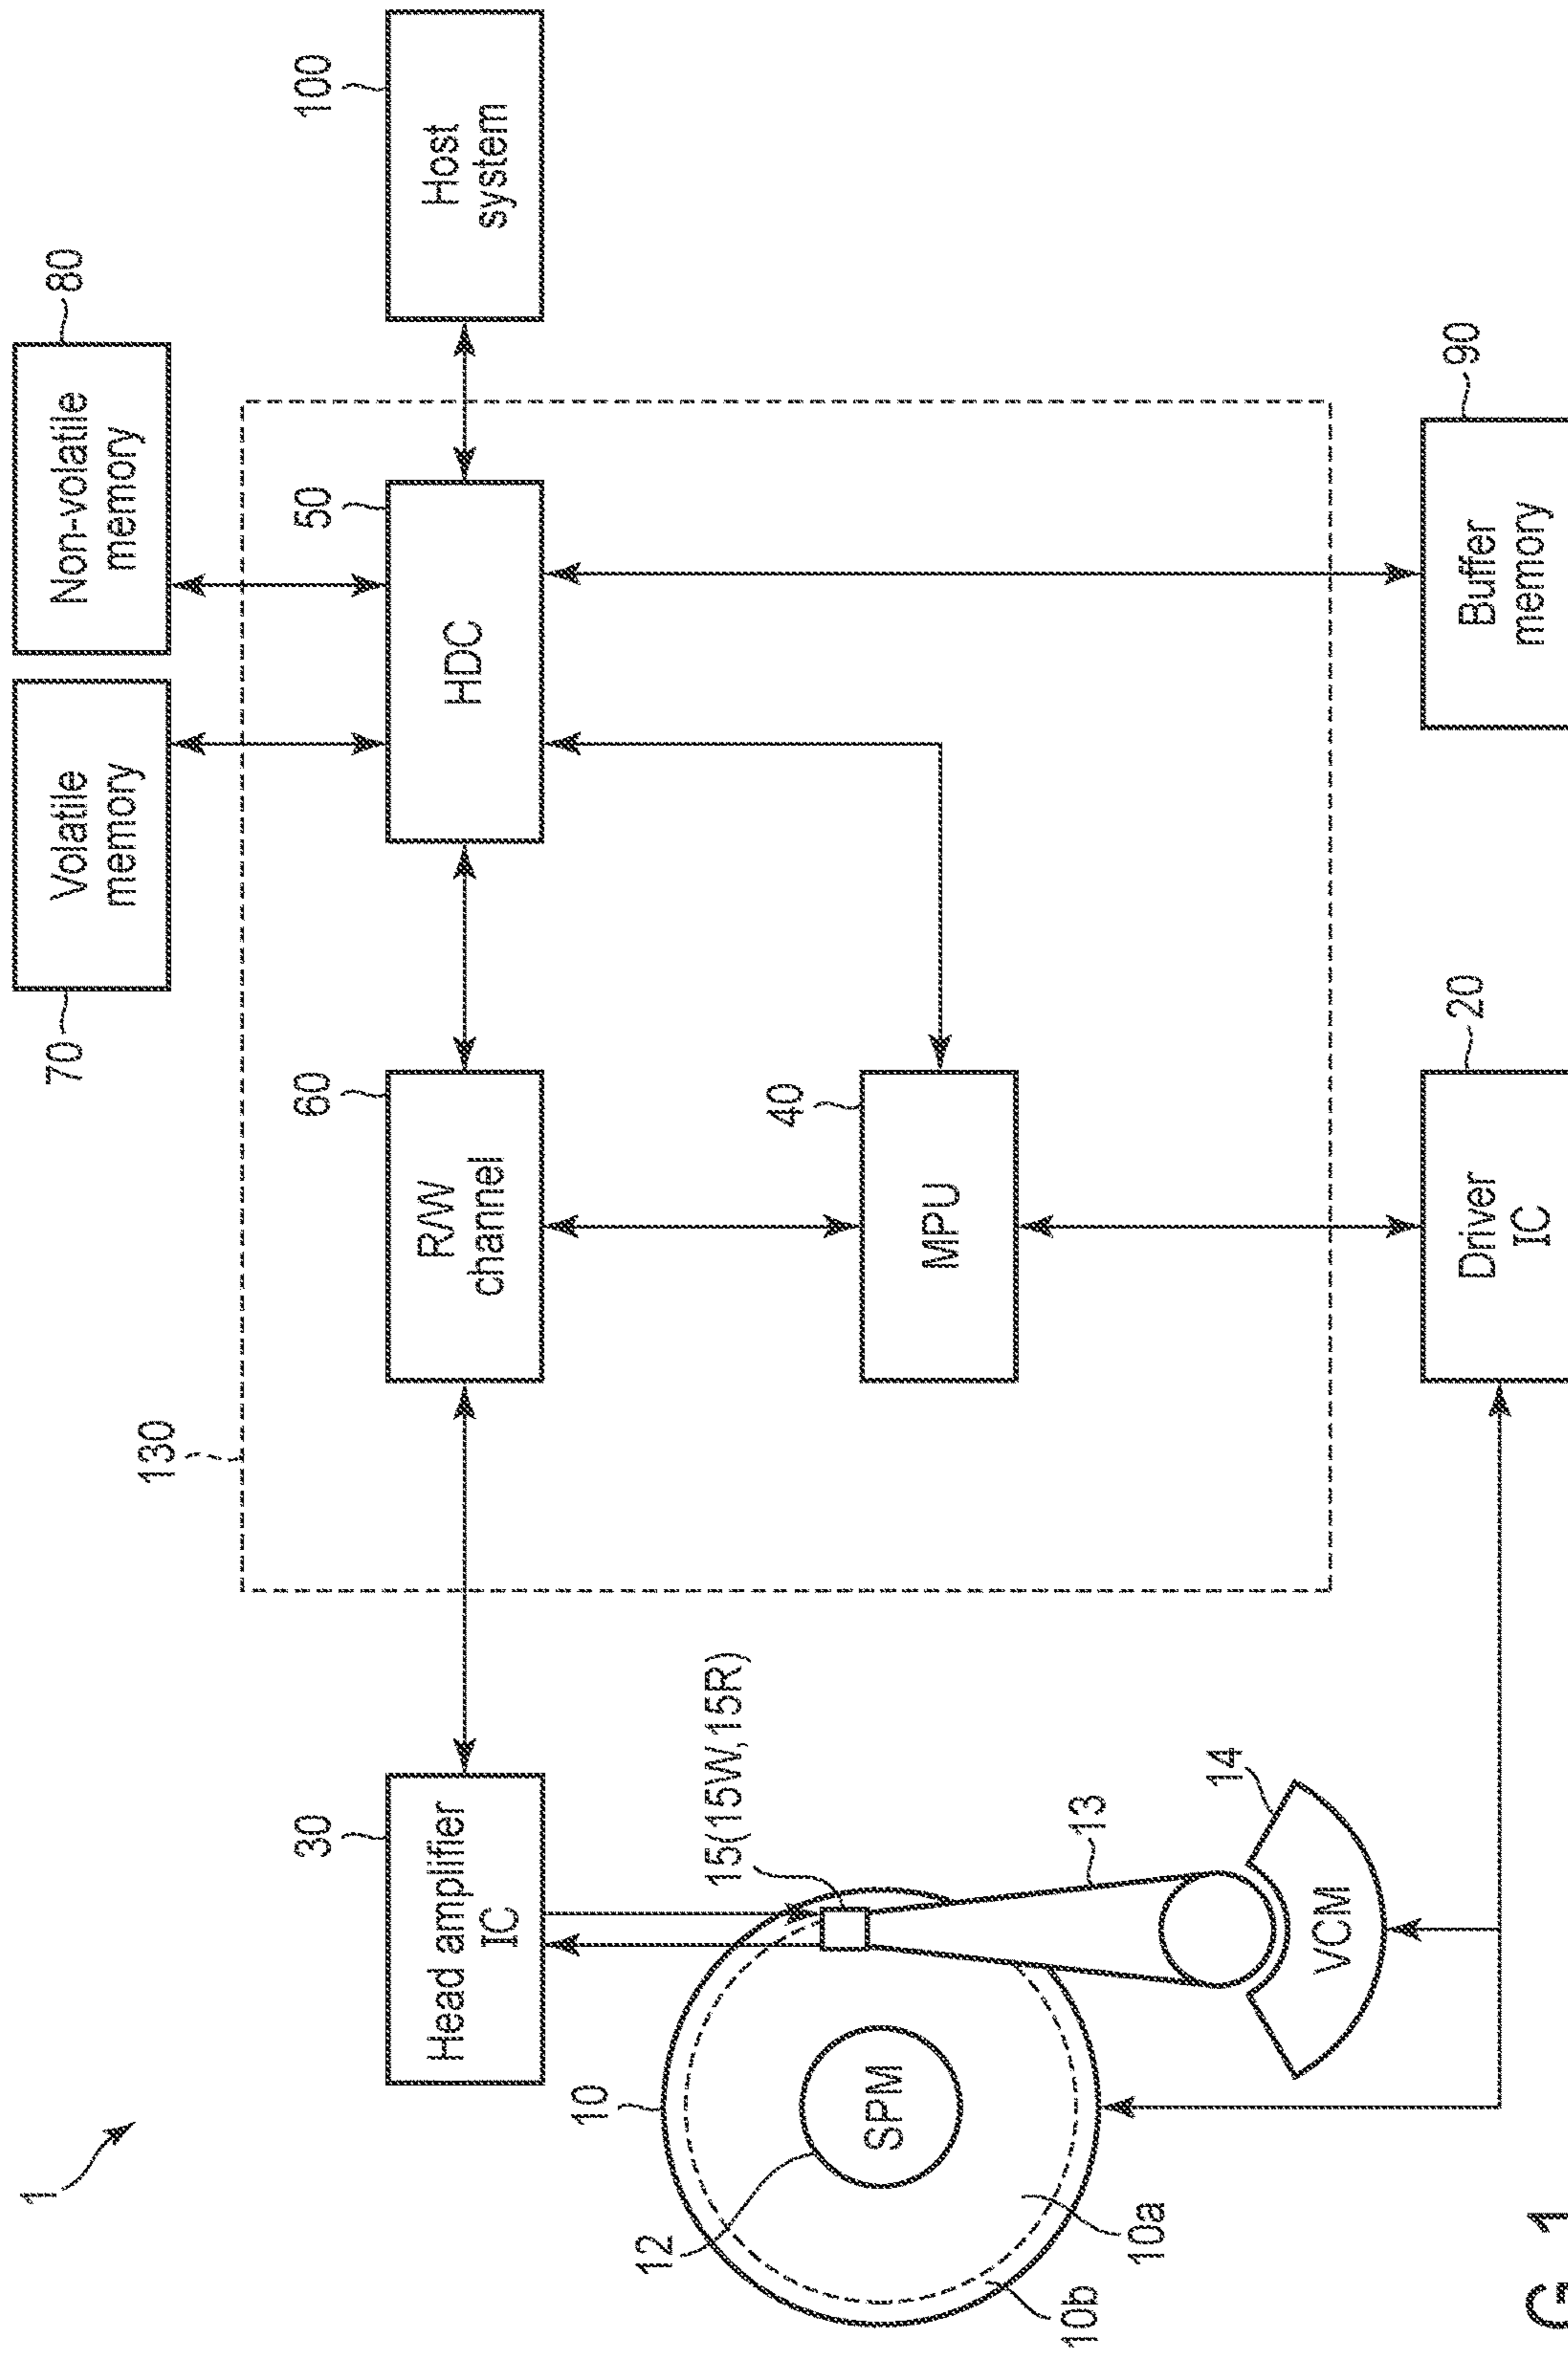 1
70
Volatile
memory
Non-volatile
memory
80
130
30
Head amplifier
IC
60
R/W
channel
50
HDC
100
Host
system
10
12
SPM
15(15W,15R)
13
14
VCM
10a
10b
40
MPU
20
Driver
IC
90
Buffer
memory
G. 1